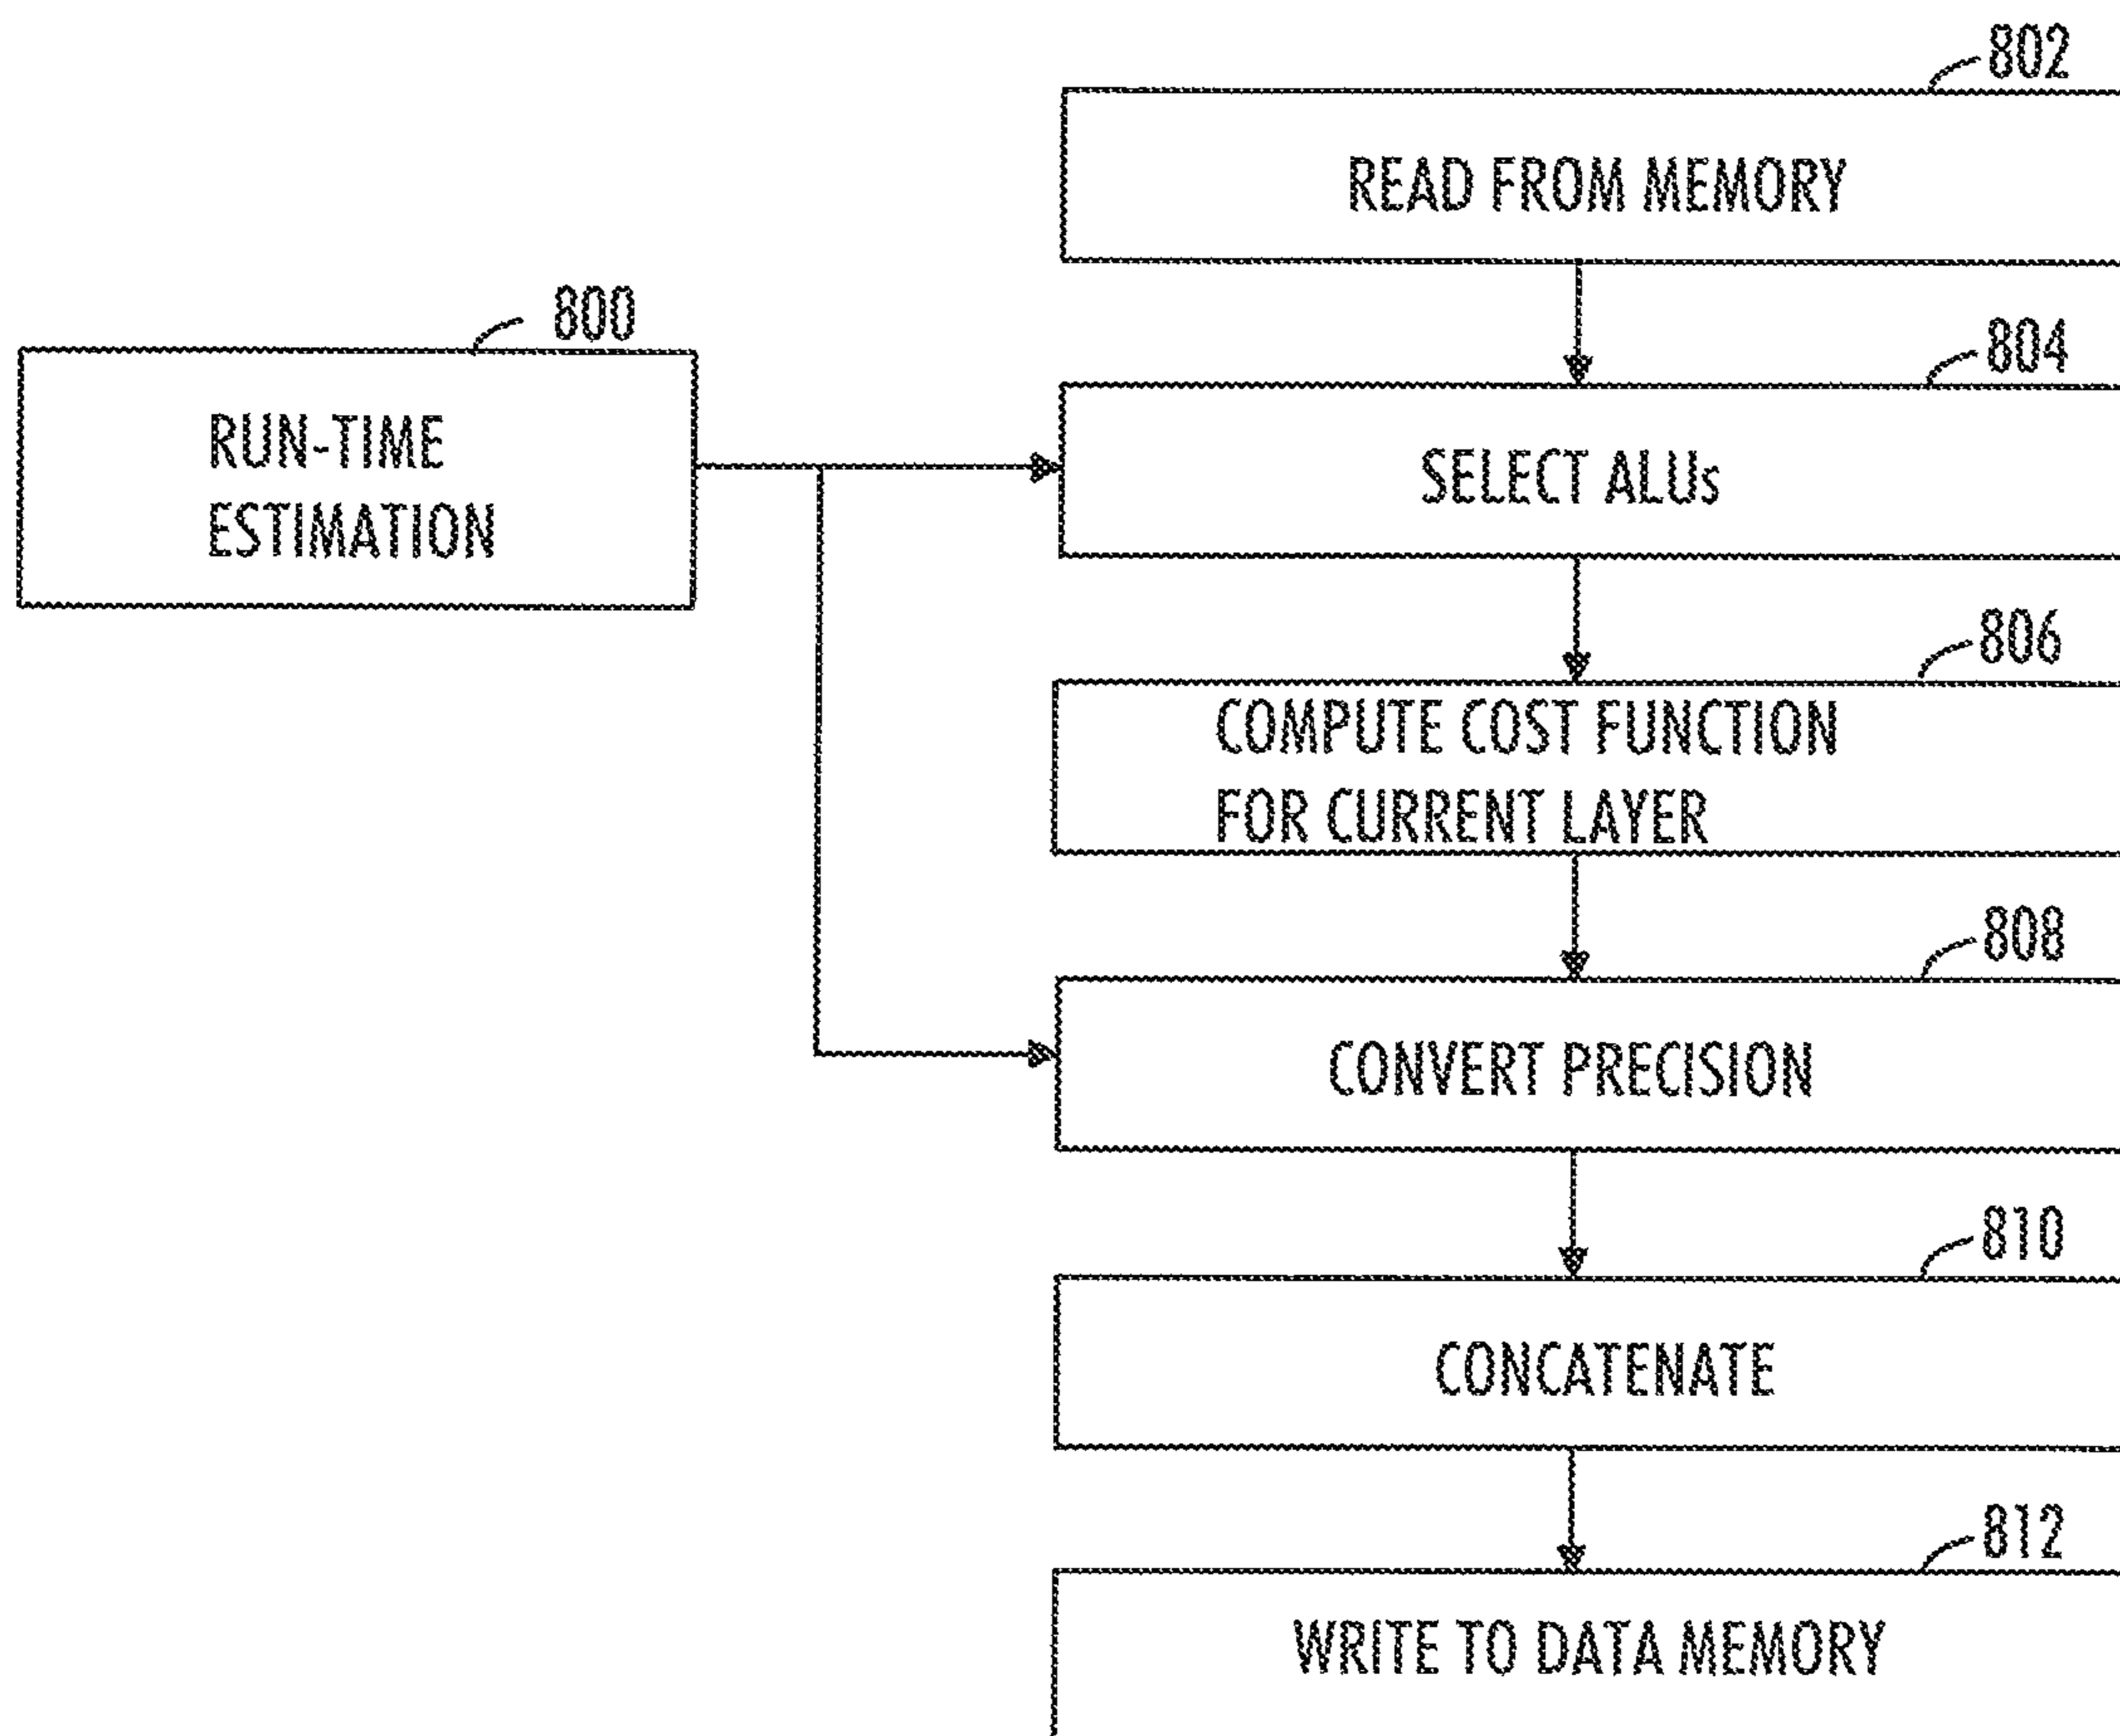 802
READ FROM MEMORY
800
RUN-TIME
ESTIMATION
804
SELECT ALUs
806
COMPUTE COST FUNCTION
FOR CURRENT LAYER
808
CONVERT PRECISION
810
CONCATENATE
812
WRITE TO DATA MEMORY